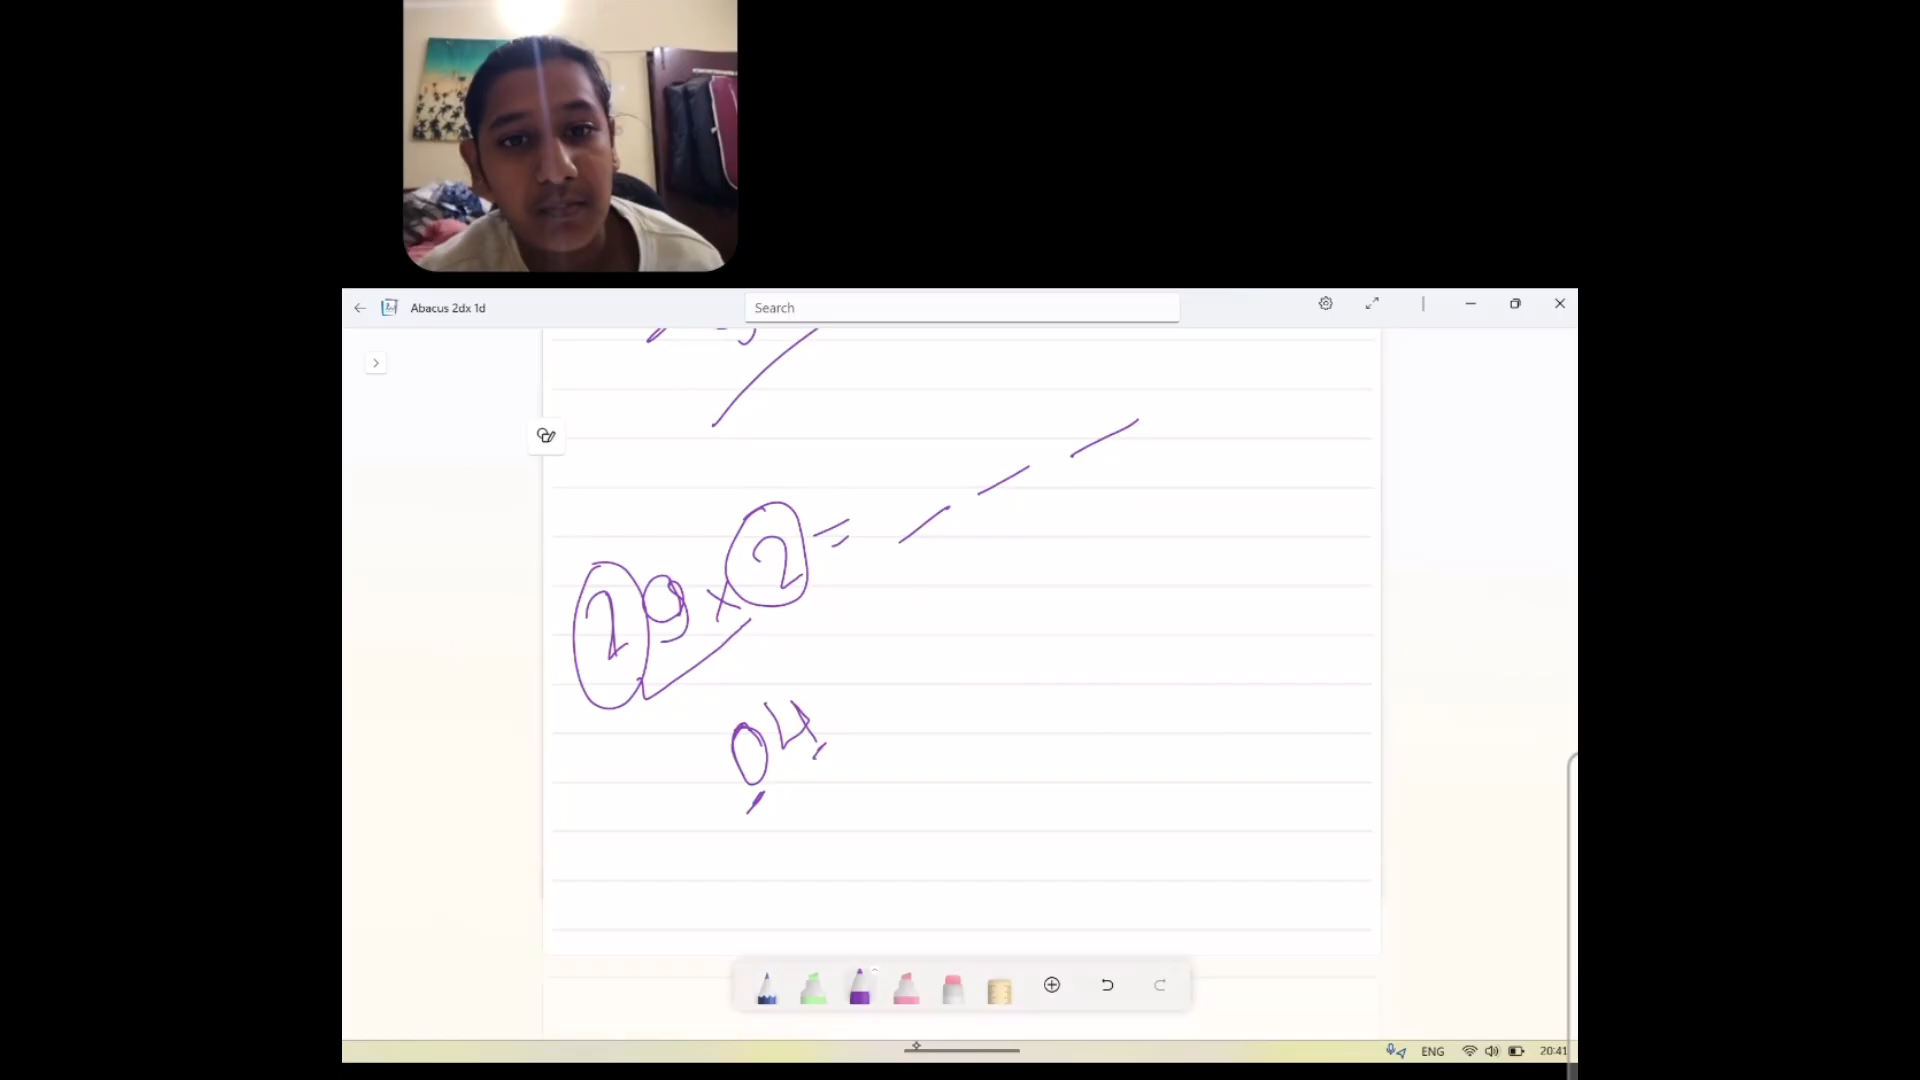 Abacus 2dx 1d
Search
29 x 2 = _ _ _
04
ENG
20:41